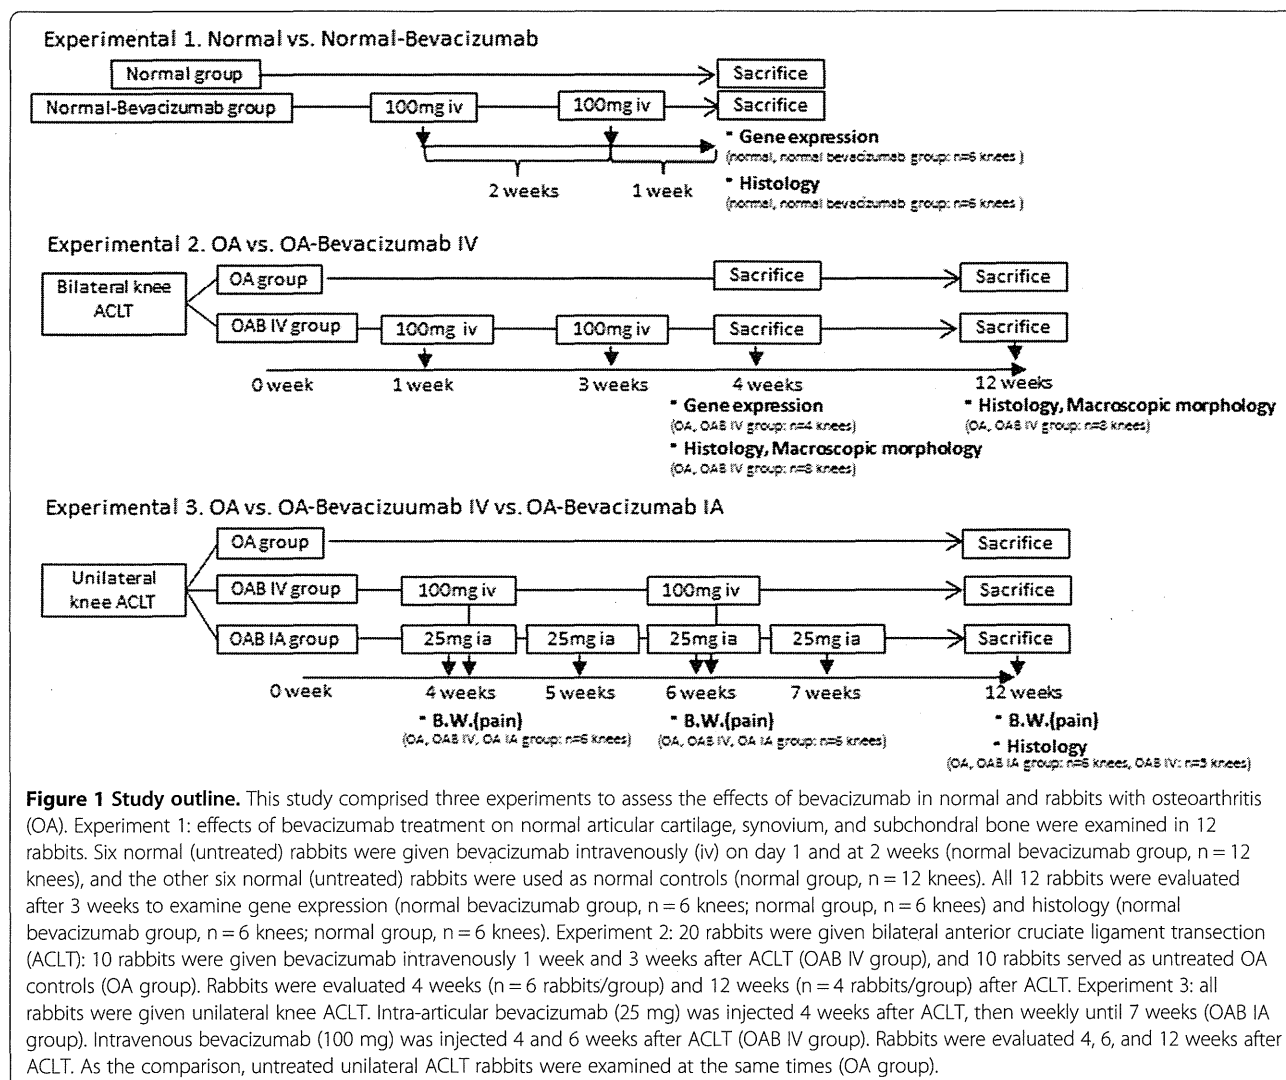 Experimental 1. Normal vs. Normal-Bevacizumab
Normal group
Sacrifice
Normal-Bevacizumab group
100mg iv
100mg iv
Sacrifice
2 weeks
1 week
- Gene expression
(normal, normal bevacizumab group: n=6 knees )
- Histology
(normal, normal bevacizumab group: n=6 knees )
Experimental 2. OA vs. OA-Bevacizumab IV
Bilateral knee
ACLT
OA group
Sacrifice
Sacrifice
OAB IV group
100mg iv
100mg iv
Sacrifice
Sacrifice
0 week
1 week
3 weeks
4 weeks
12 weeks
- Gene expression
(OA, OAB IV group: n=4 knees)
- Histology, Macroscopic morphology
(OA, OAB IV group: n=8 knees)
- Histology, Macroscopic morphology
(OA, OAB IV group: n=8 knees)
Experimental 3. OA vs. OA-Bevacizuumab IV vs. OA-Bevacizumab IA
Unilateral
knee ACLT
OA group
Sacrifice
OAB IV group
100mg iv
100mg iv
Sacrifice
OAB IA group
25mg ia
25mg ia
25mg ia
25mg ia
Sacrifice
0 week
4 weeks
5 weeks
6 weeks
7 weeks
12 weeks
- B.W.(pain)
(OA, OAB IV, OA IA group: n=6 knees)
- B.W.(pain)
(OA, OAB IV, OA IA group: n=6 knees)
- B.W.(pain)
- Histology
(OA, OAB IA group: n=6 knees, OAB IV: n=5 knees)
Figure 1 Study outline. This study comprised three experiments to assess the effects of bevacizumab in normal and rabbits with osteoarthritis
(OA). Experiment 1: effects of bevacizumab treatment on normal articular cartilage, synovium, and subchondral bone were examined in 12
rabbits. Six normal (untreated) rabbits were given bevacizumab intravenously (iv) on day 1 and at 2 weeks (normal bevacizumab group, n = 12
knees), and the other six normal (untreated) rabbits were used as normal controls (normal group, n = 12 knees). All 12 rabbits were evaluated
after 3 weeks to examine gene expression (normal bevacizumab group, n = 6 knees; normal group, n = 6 knees) and histology (normal
bevacizumab group, n = 6 knees; normal group, n = 6 knees). Experiment 2: 20 rabbits were given bilateral anterior cruciate ligament transection
(ACLT): 10 rabbits were given bevacizumab intravenously 1 week and 3 weeks after ACLT (OAB IV group), and 10 rabbits served as untreated OA
controls (OA group). Rabbits were evaluated 4 weeks (n = 6 rabbits/group) and 12 weeks (n = 4 rabbits/group) after ACLT. Experiment 3: all
rabbits were given unilateral knee ACLT. Intra-articular bevacizumab (25 mg) was injected 4 weeks after ACLT, then weekly until 7 weeks (OAB IA
group). Intravenous bevacizumab (100 mg) was injected 4 and 6 weeks after ACLT (OAB IV group). Rabbits were evaluated 4, 6, and 12 weeks after
ACLT. As the comparison, untreated unilateral ACLT rabbits were examined at the same times (OA group).